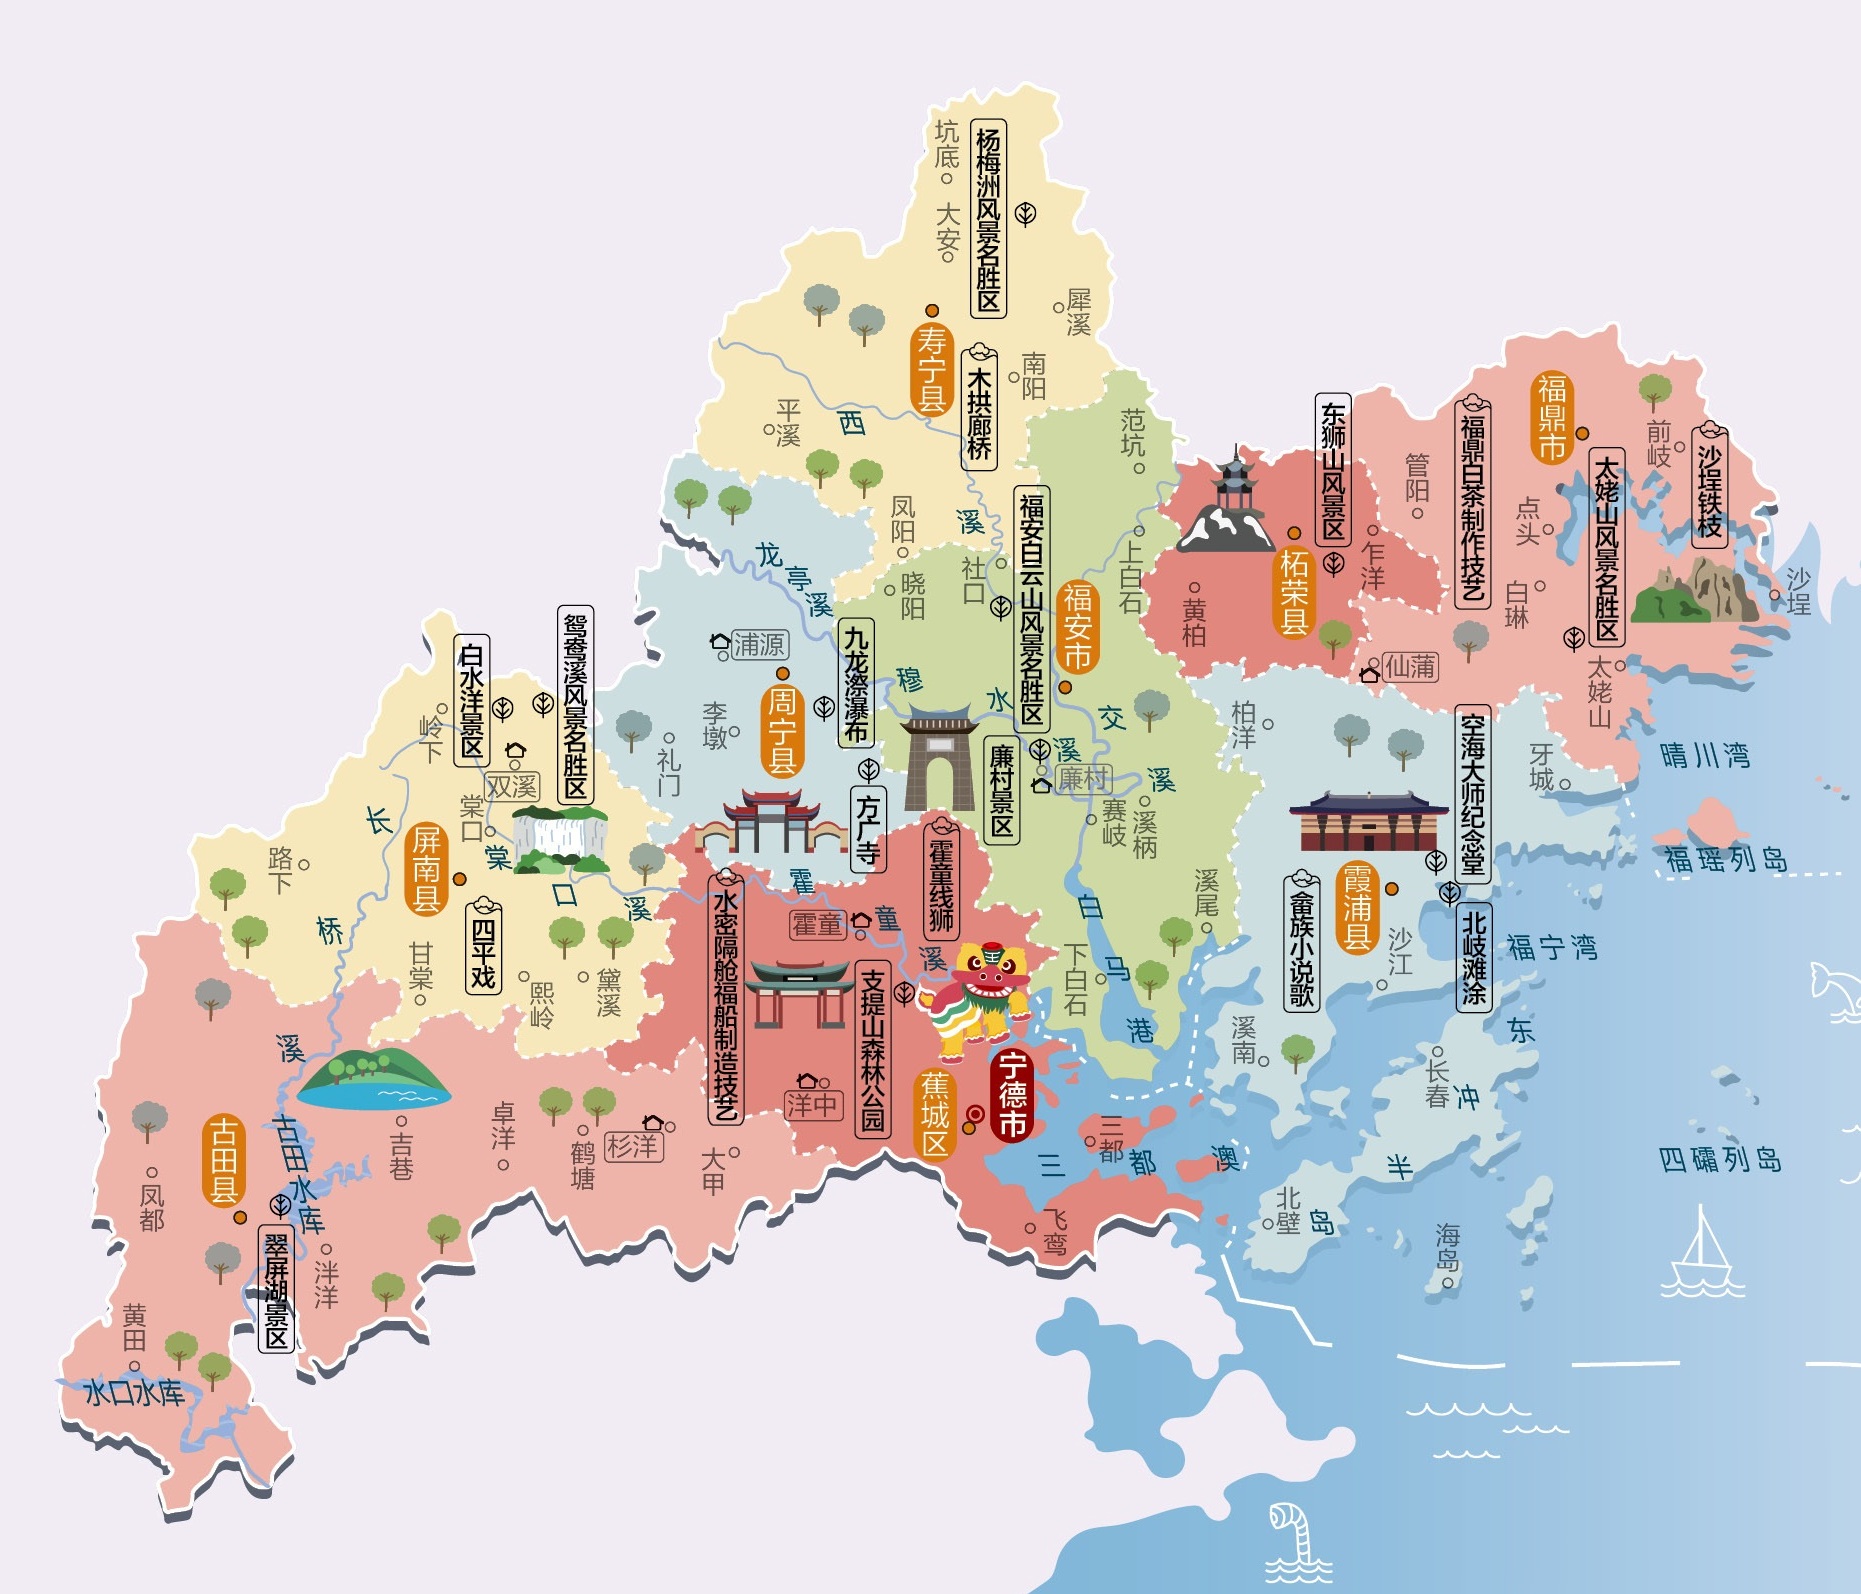 坑底
杨梅洲风景名胜区
大安
犀溪
寿宁县
木拱廊桥
南阳
平溪
西
溪
凤阳
范坑
福鼎市
前岐
沙埕铁枝
东狮山风景区
福鼎白茶制作技艺
管阳
太姥山风景名胜区
点头
白琳
沙埕
太姥山
乍洋
柘荣县
黄柏
仙蒲
福安白云山风景名胜区
上白石
社口
晓阳
福安市
龙亭溪
浦源
九龙漈瀑布
周宁县
李墩
礼门
方广寺
穆
水
溪
交
溪
廉村景区
廉村
赛岐
溪柄
溪尾
下白石
白
马
港
白水洋景区
鸳鸯溪风景名胜区
岭下
双溪
棠口
屏南县
路下
长
桥
溪
棠
口
溪
四平戏
甘棠
熙岭
黛溪
霍
童
溪
霍童
霍童线狮
水密隔舱福船制造技艺
支提山森林公园
洋中
蕉城区
宁德市
三都
三
都
澳
飞鸾
柏洋
牙城
空海大师纪念堂
霞浦县
畲族小说歌
北岐滩涂
沙江
溪南
长春
北壁
海岛
东
冲
半
岛
晴川湾
福瑶列岛
福宁湾
四礵列岛
古田县
古田水库
翠屏湖景区
吉巷
卓洋
鹤塘
杉洋
大甲
凤都
泮洋
黄田
水口水库